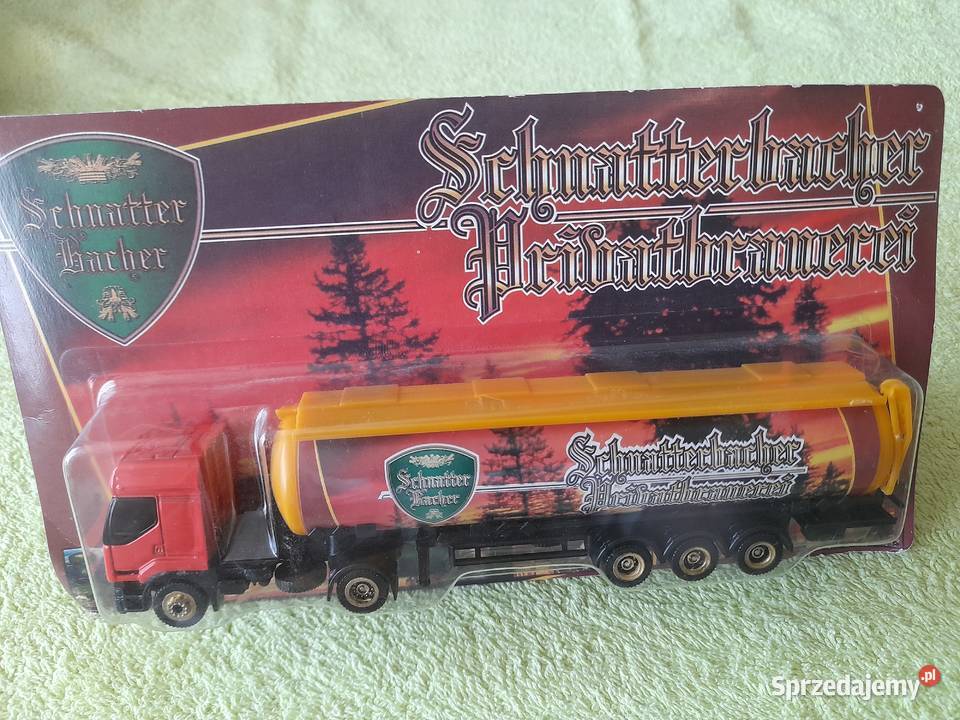 Schnatter
Bacher
Schnatterbacher
Privatbrauerei
Schnatter
Bacher
Schnatterbacher
Privatbrauerei
Sprzedajemy.pl